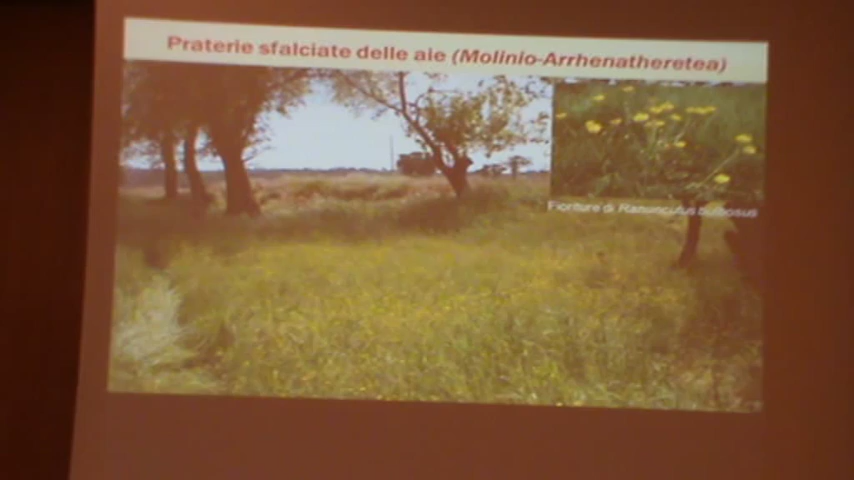 Praterie sfalciate delle aie (Molinio-Arrhenatheretea)
Fioriture di Ranunculus bulbosus